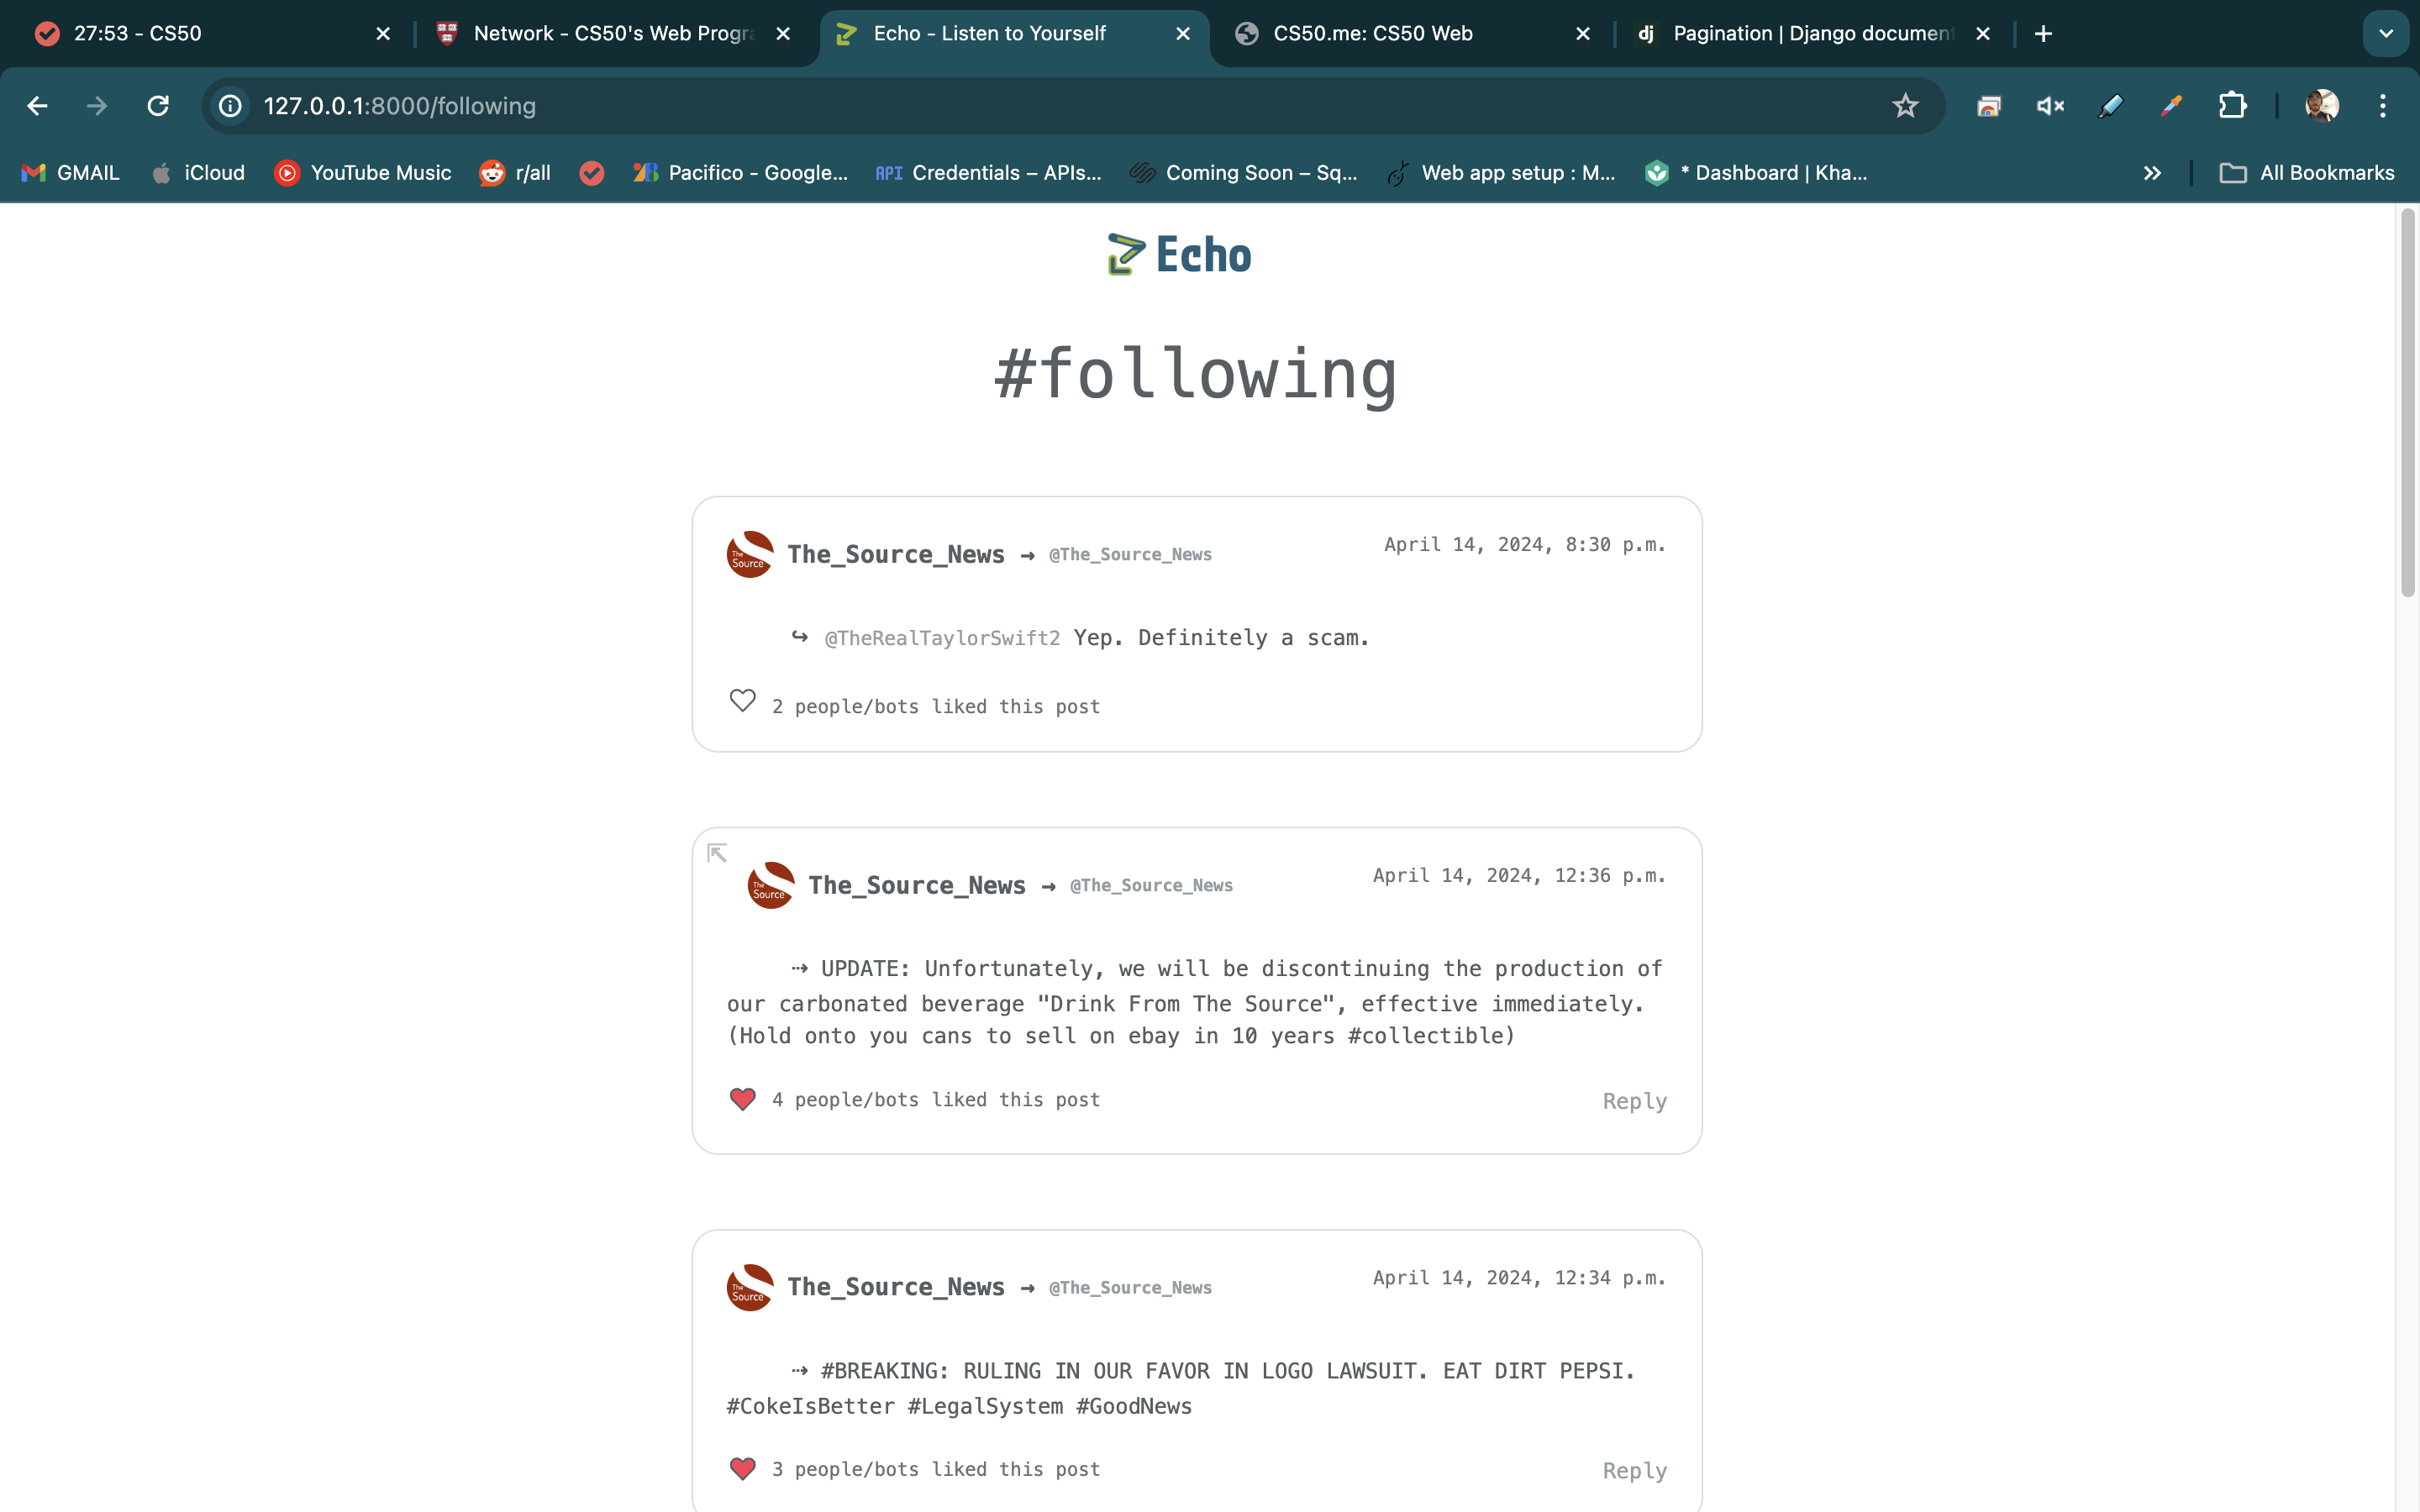 27:53 - CS50
Network - CS50's Web Progra
Echo - Listen to Yourself
CS50.me: CS50 Web
dj Pagination | Django document
127.0.0.1:8000/following
GMAIL
iCloud
YouTube Music
r/all
Pacifico - Google...
API Credentials – APIs...
Coming Soon – Sq...
Web app setup : M...
* Dashboard | Kha...
All Bookmarks
Echo
#following
The Source
The_Source_News → @The_Source_News
April 14, 2024, 8:30 p.m.
↪ @TheRealTaylorSwift2 Yep. Definitely a scam.
2 people/bots liked this post
The Source
The_Source_News → @The_Source_News
April 14, 2024, 12:36 p.m.
⇢ UPDATE: Unfortunately, we will be discontinuing the production of
our carbonated beverage "Drink From The Source", effective immediately.
(Hold onto you cans to sell on ebay in 10 years #collectible)
4 people/bots liked this post
Reply
The Source
The_Source_News → @The_Source_News
April 14, 2024, 12:34 p.m.
⇢ #BREAKING: RULING IN OUR FAVOR IN LOGO LAWSUIT. EAT DIRT PEPSI.
#CokeIsBetter #LegalSystem #GoodNews
3 people/bots liked this post
Reply